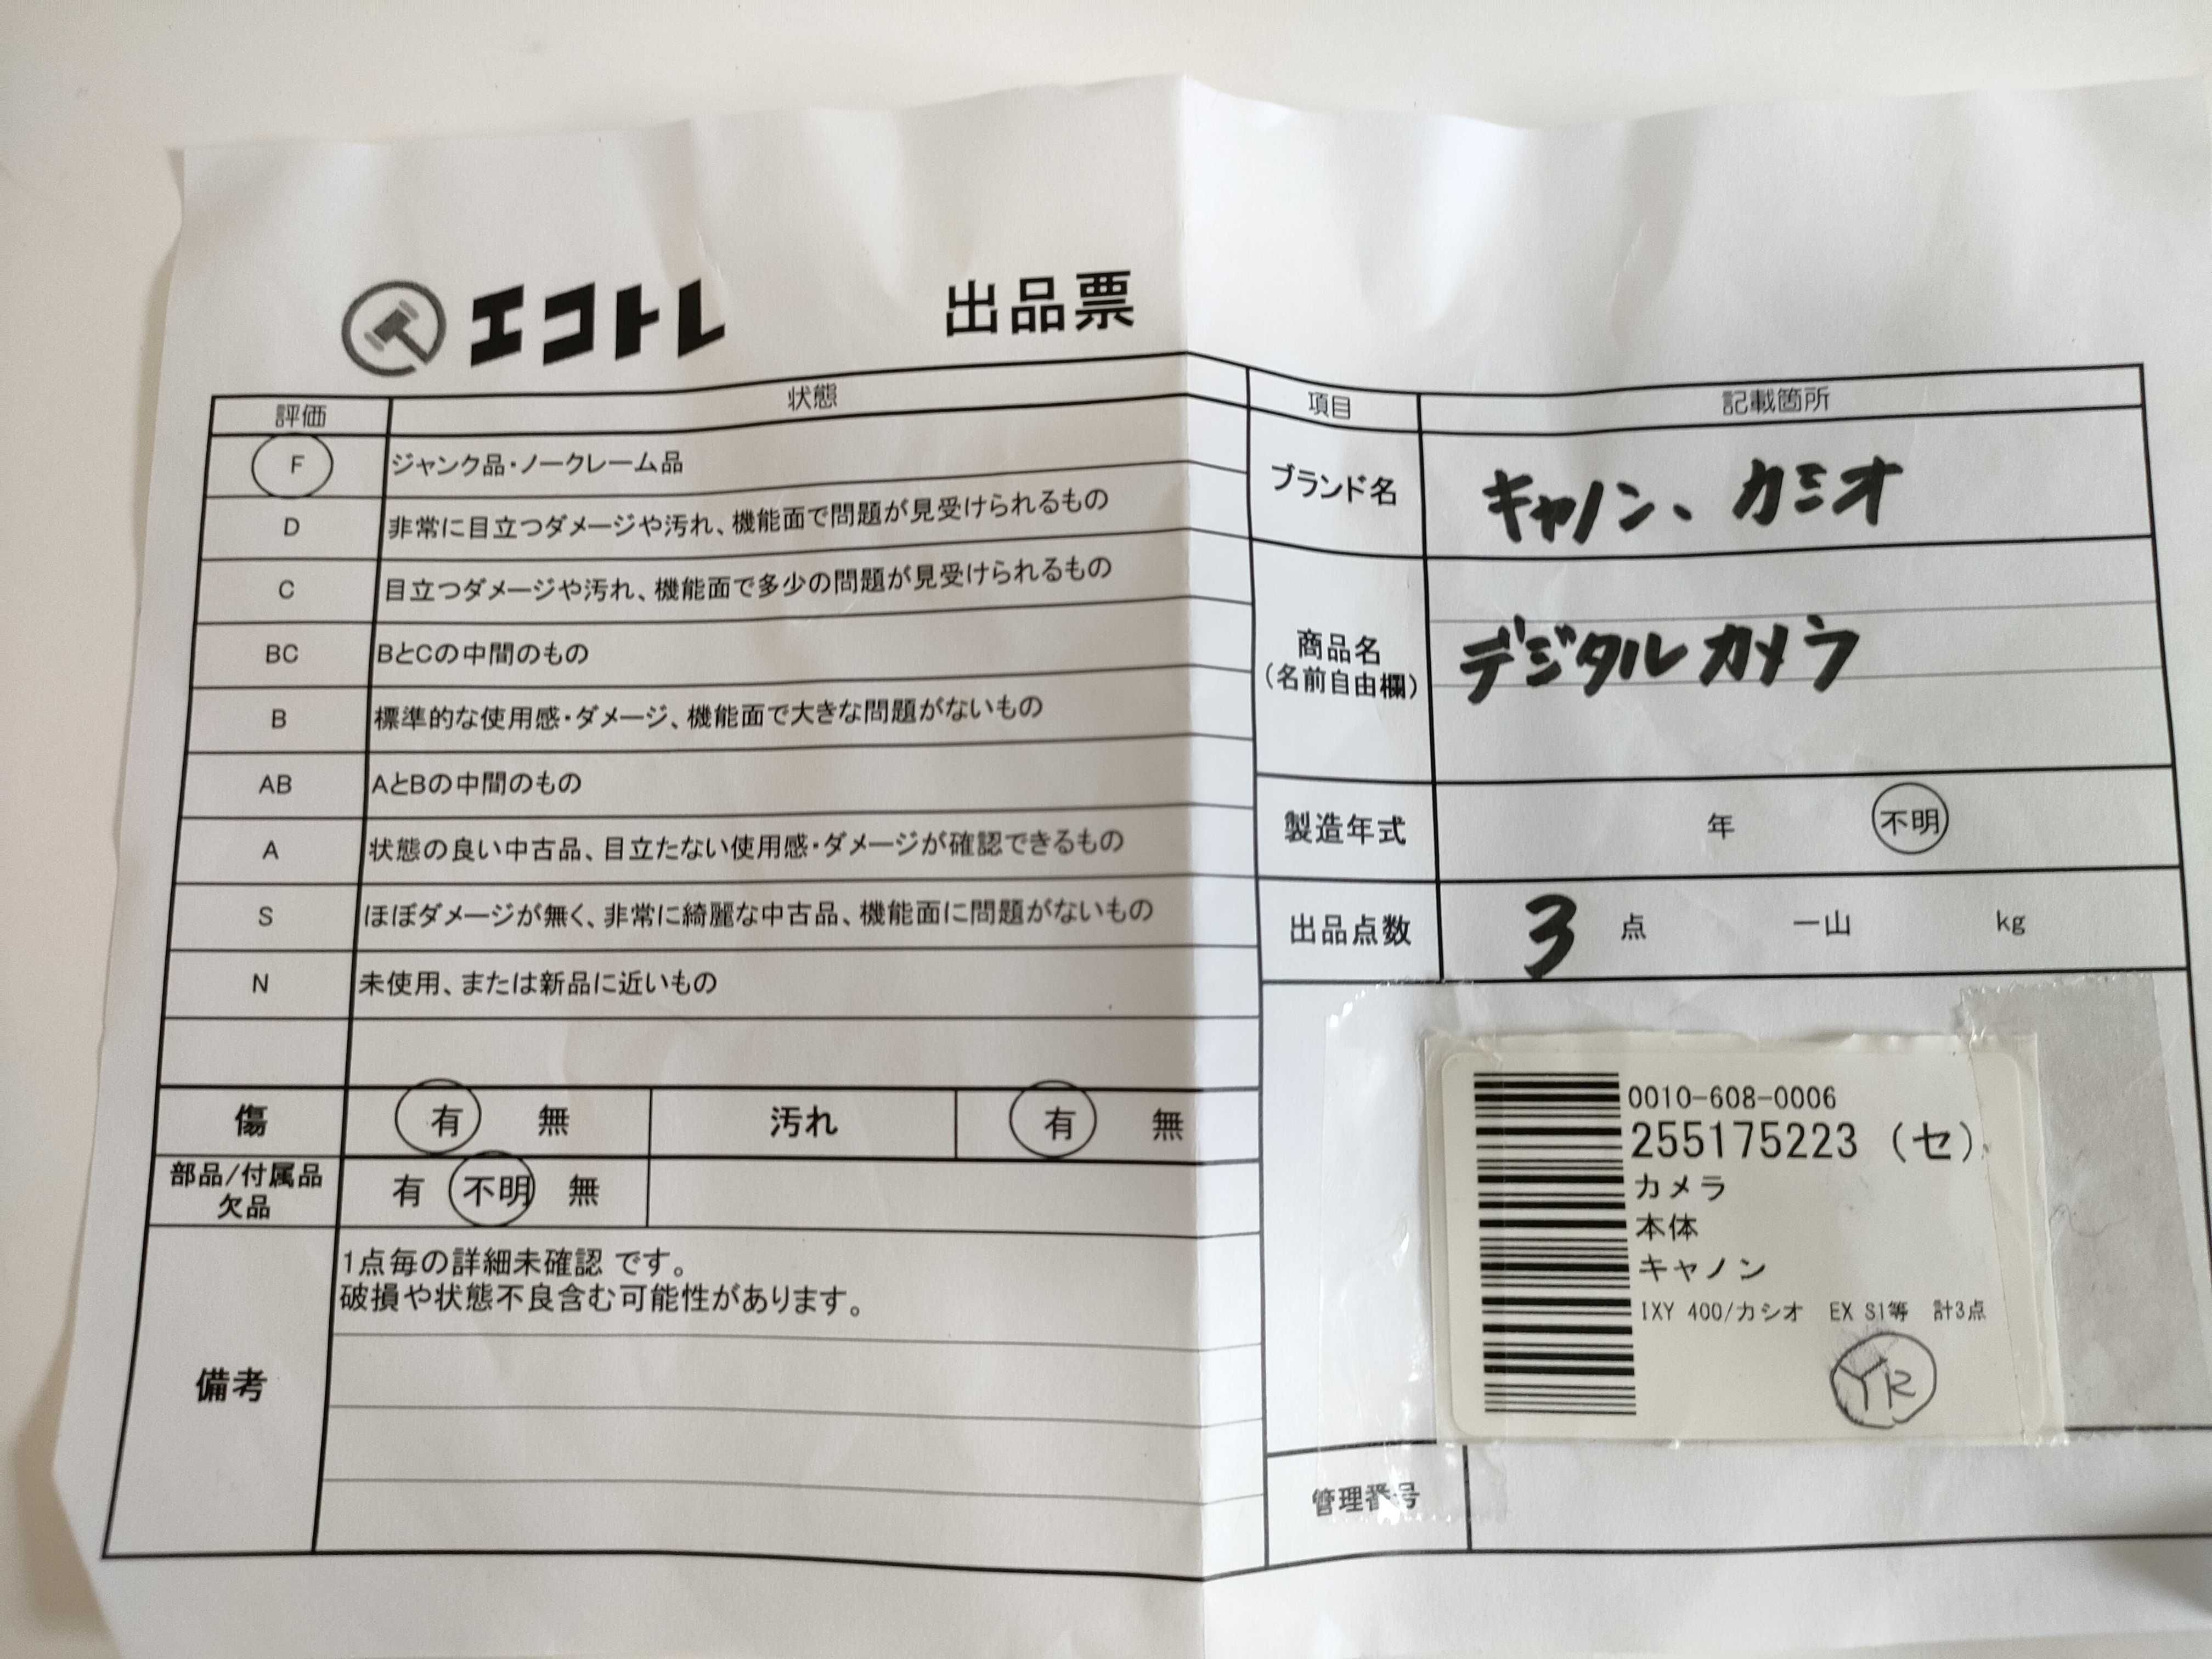 エコトレ 出品票
評価 状態
F ジャンク品・ノークレーム品
D 非常に目立つダメージや汚れ、機能面で問題が見受けられるもの
C 目立つダメージや汚れ、機能面で多少の問題が見受けられるもの
BC BとCの中間のもの
B 標準的な使用感・ダメージ、機能面で大きな問題がないもの
AB AとBの中間のもの
A 状態の良い中古品、目立たない使用感・ダメージが確認できるもの
S ほぼダメージが無く、非常に綺麗な中古品、機能面に問題がないもの
N 未使用、または新品に近いもの
傷 有 無 汚れ 有 無
部品/付属品
欠品
有 不明 無
備考
1点毎の詳細未確認 です。
破損や状態不良含む可能性があります。
項目 記載箇所
ブランド名 キャノン、カシオ
商品名
(名前自由欄)
デジタルカメラ
製造年式 年 不明
出品点数 3 点 一山 kg
0010-608-0006
255175223 (セ)
カメラ
本体
キャノン
IXY 400/カシオ EX S1等 計3点
YR
管理番号